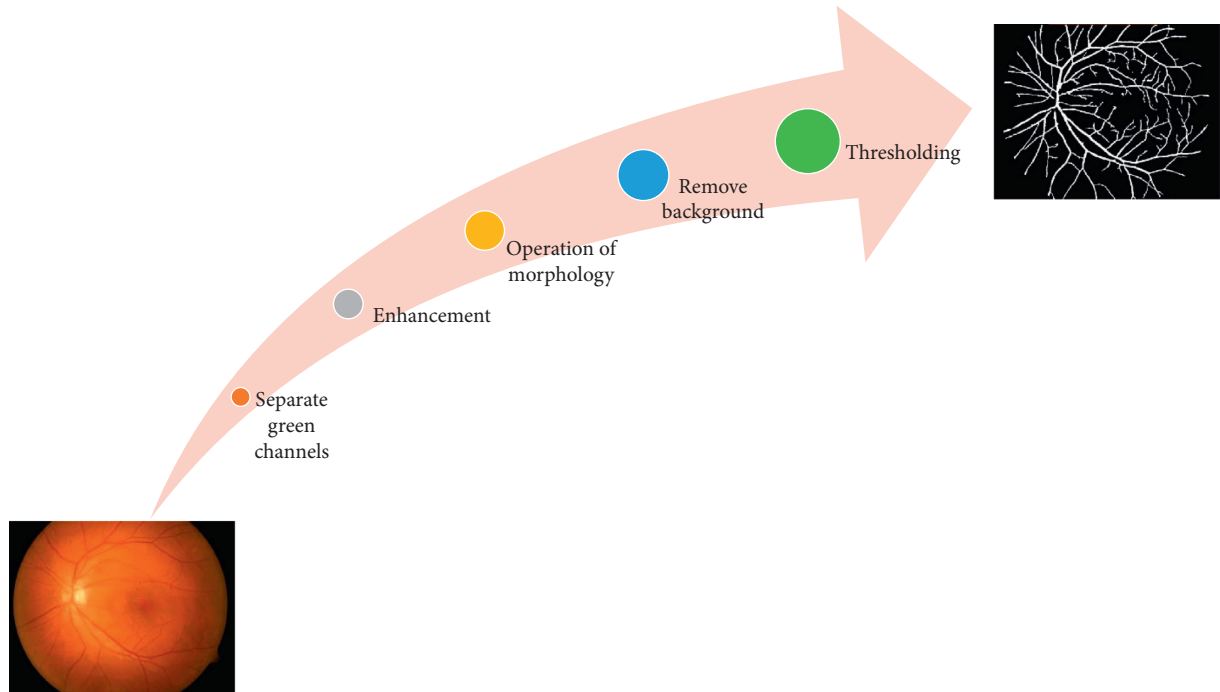 Thresholding
Remove
background
Operation of
morphology
Enhancement
Separate
green
channels